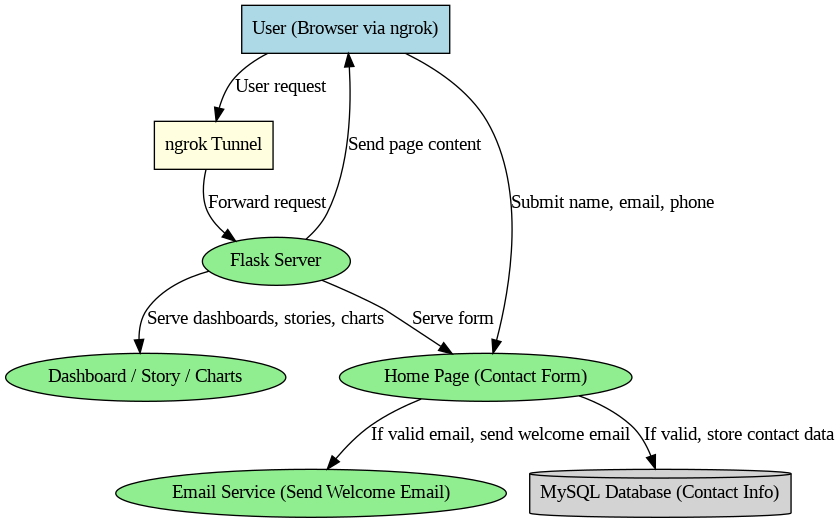 User (Browser via ngrok)
User request
ngrok Tunnel
Send page content
Forward request
Submit name, email, phone
Flask Server
Serve dashboards, stories, charts
Serve form
Dashboard / Story / Charts
Home Page (Contact Form)
If valid email, send welcome email
If valid, store contact data
Email Service (Send Welcome Email)
MySQL Database (Contact Info)